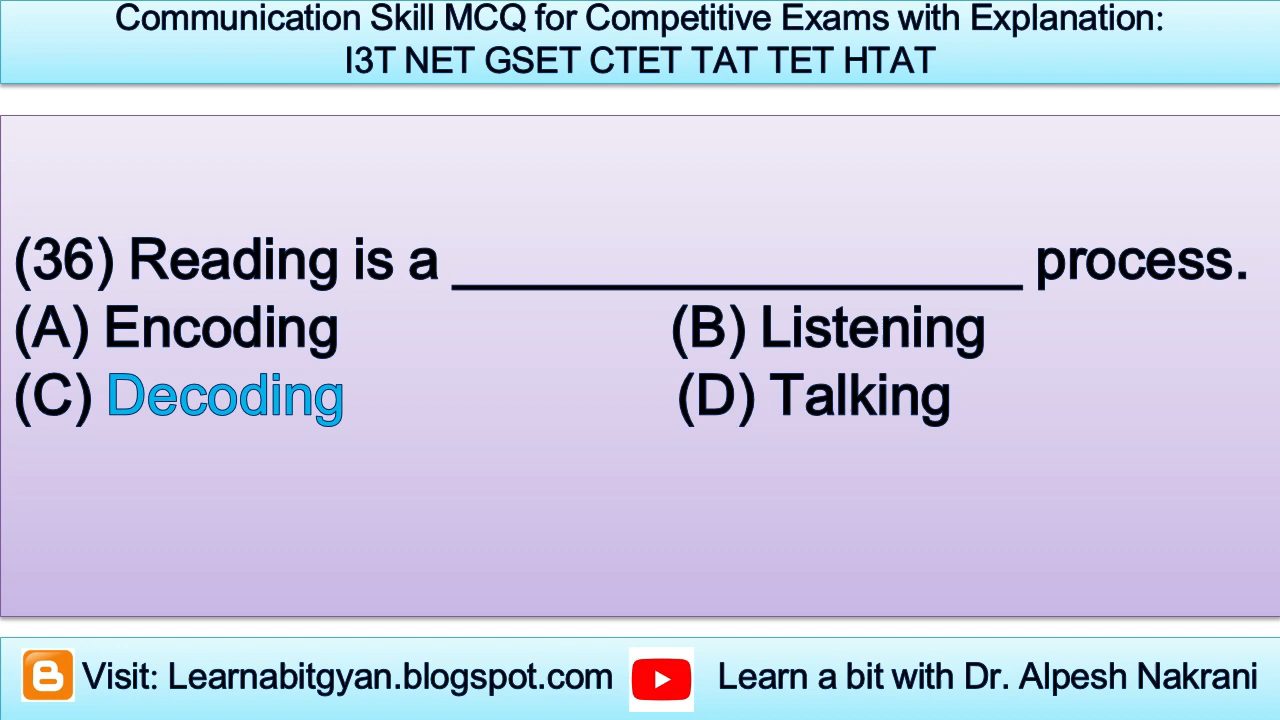 Communication Skill MCQ for Competitive Exams with Explanation:
I3T NET GSET CTET TAT TET HTAT
(36) Reading is a ___________________ process.
(A) Encoding (B) Listening
(C) Decoding (D) Talking
Visit: Learnabitgyan.blogspot.com Learn a bit with Dr. Alpesh Nakrani